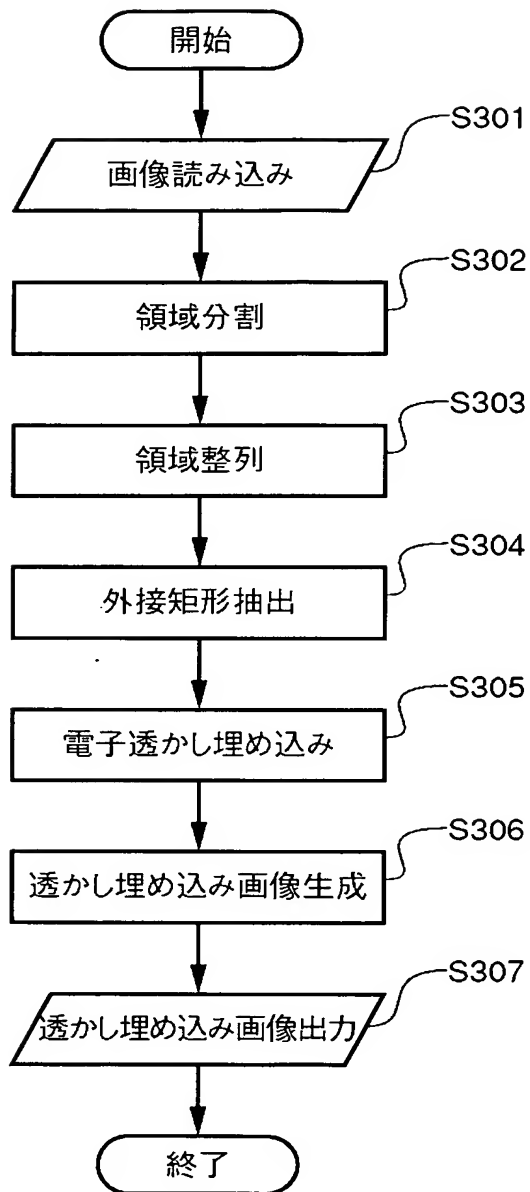 開始
S301
画像読み込み
S302
領域分割
S303
領域整列
S304
外接矩形抽出
S305
電子透かし埋め込み
S306
透かし埋め込み画像生成
S307
透かし埋め込み画像出力
終了